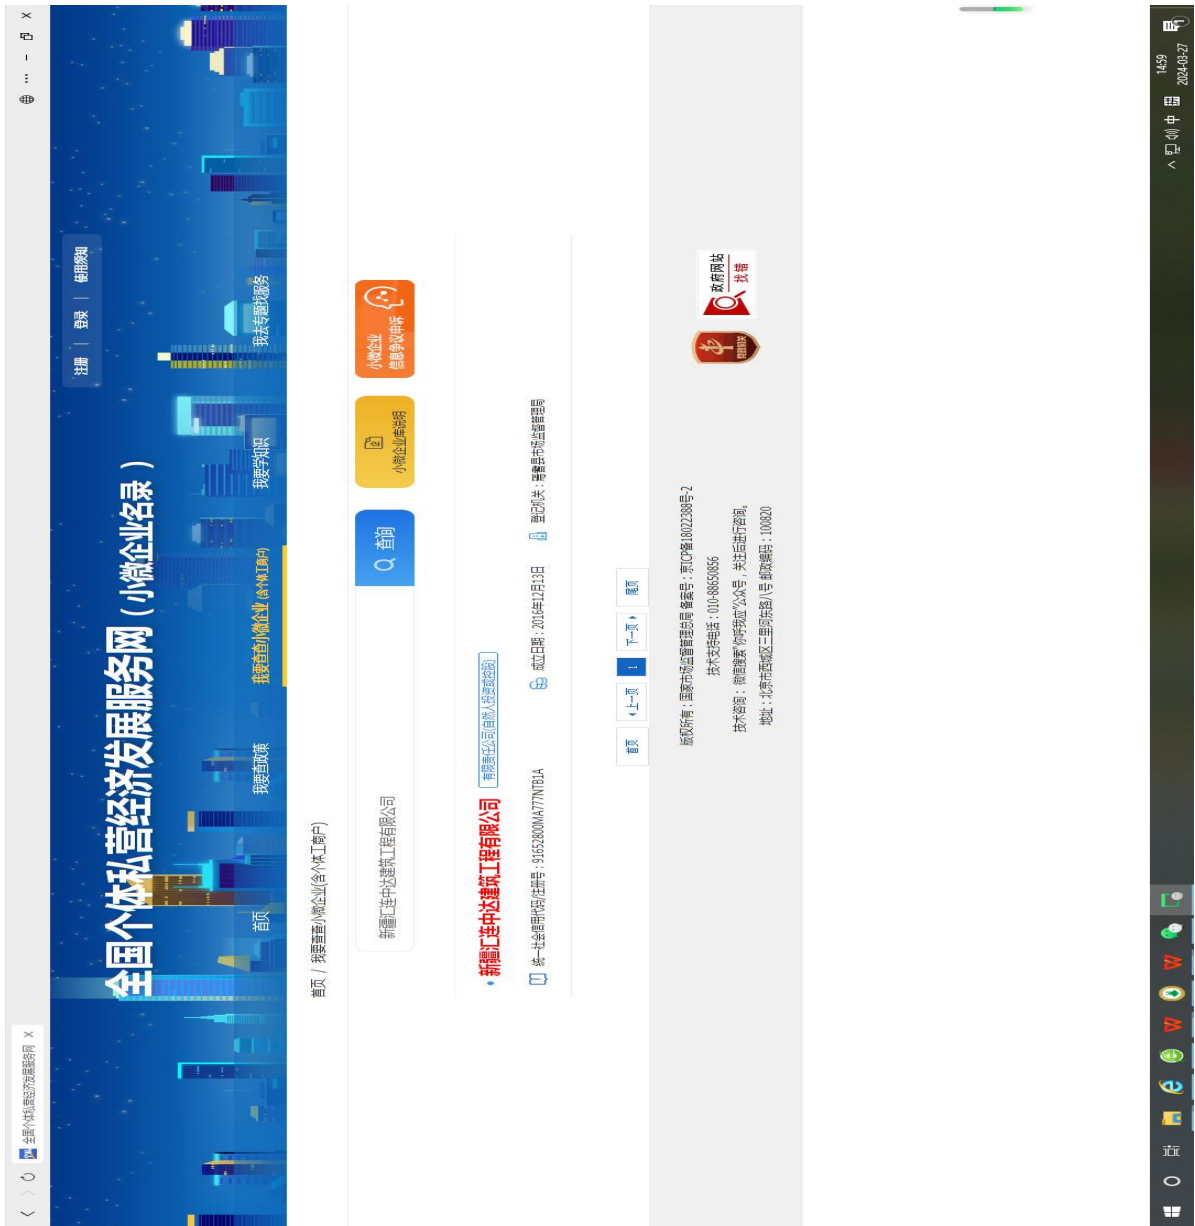 全国个体私营经济发展服务网 X
注册 | 登录 | 使用须知
全国个体私营经济发展服务网（小微企业名录）
首页 我要查政策 我要查查小微企业 (含个体工商户) 我要学知识 我去专题找服务
首页 / 我要查查小微企业(含个体工商户)
新疆汇连中达建筑工程有限公司
查询
小微企业库说明
小微企业
信息争议申诉
新疆汇连中达建筑工程有限公司 有限责任公司(自然人投资或控股)
统一社会信用代码/注册号：91652800MA777NTB1A 成立日期：2016年12月13日 登记机关：焉耆县市场监督管理局
首页 上一页 1 下一页 尾页
版权所有：国家市场监督管理总局 备案号：京ICP备18022388号-2
技术支持电话：010-88650856
技术咨询：微信搜索“你呼我应”公众号，关注后进行咨询。
地址：北京市西城区三里河东路八号 邮政编码：100820
党政机关
政府网站
找错
中
14:59
2024-03-27